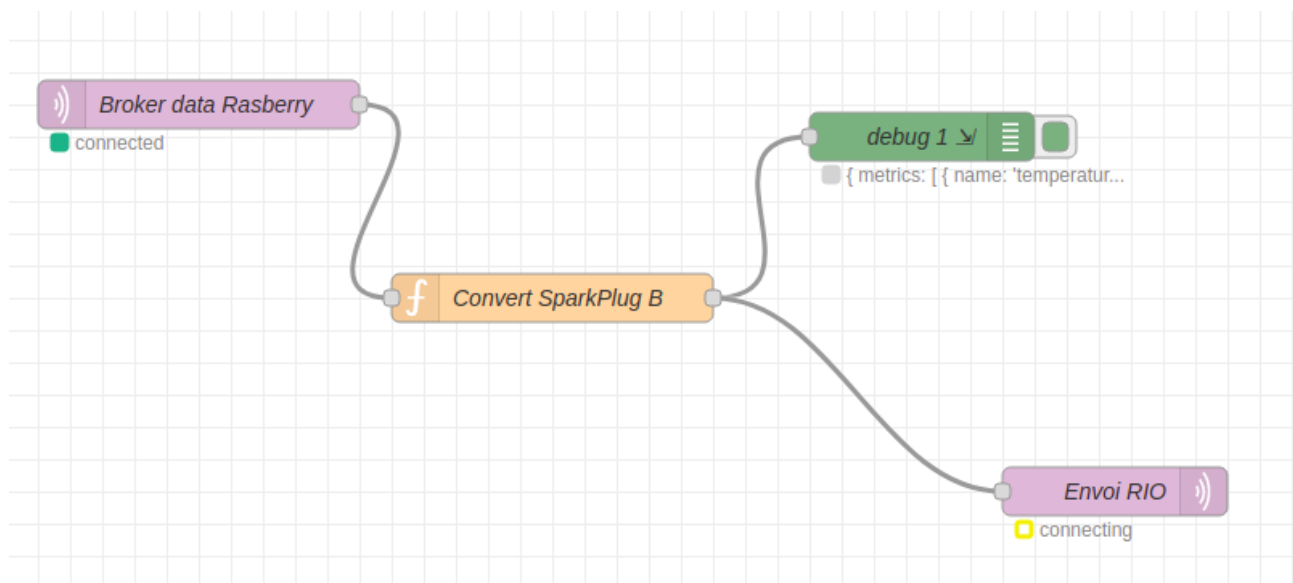 Broker data Rasberry
connected
debug 1
{ metrics: [ { name: 'temperatur...
Convert SparkPlug B
Envoi RIO
connecting